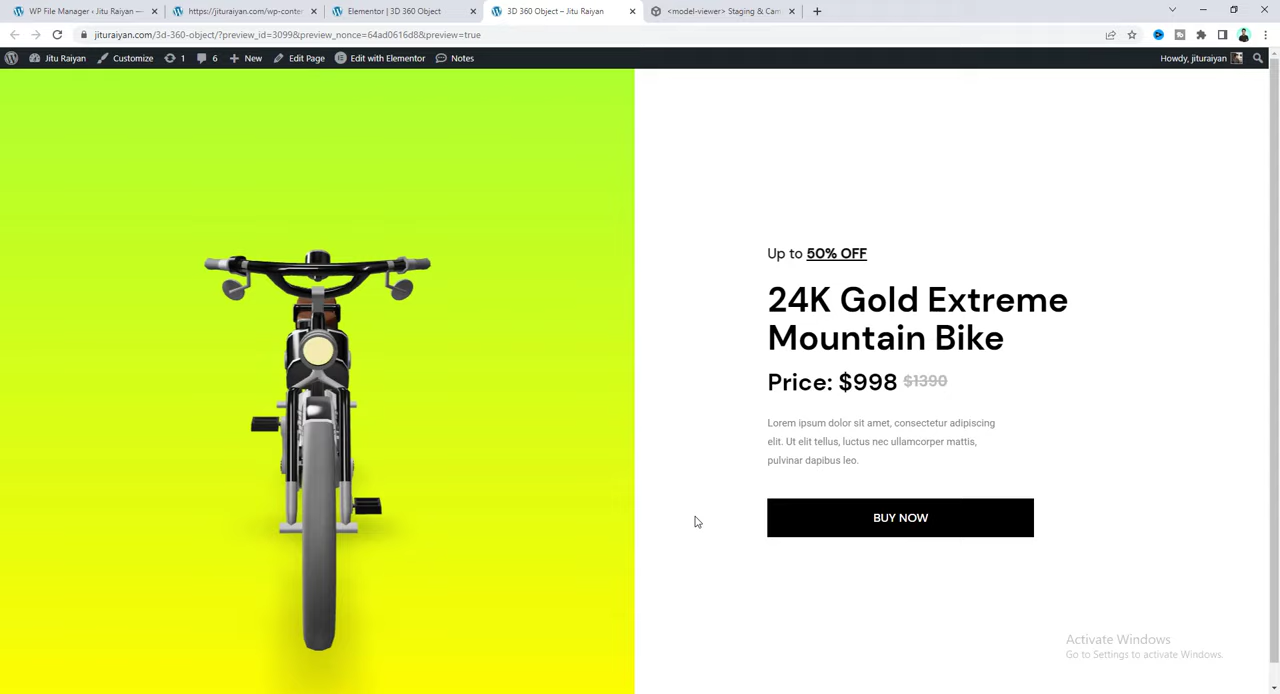 WP File Manager ‹ Jitu Raiyan —
https://jituraiyan.com/wp-conter
Elementor | 3D 360 Object
3D 360 Object – Jitu Raiyan
<model-viewer> Staging & Cam
jituraiyan.com/3d-360-object/?preview_id=3099&preview_nonce=64ad0616d8&preview=true
Jitu Raiyan Customize 1 6 New Edit Page Edit with Elementor Notes Howdy, jituraiyan
Up to 50% OFF
24K Gold Extreme
Mountain Bike
Price: $998 $1390
Lorem ipsum dolor sit amet, consectetur adipiscing
elit. Ut elit tellus, luctus nec ullamcorper mattis,
pulvinar dapibus leo.
BUY NOW
Activate Windows
Go to Settings to activate Windows.